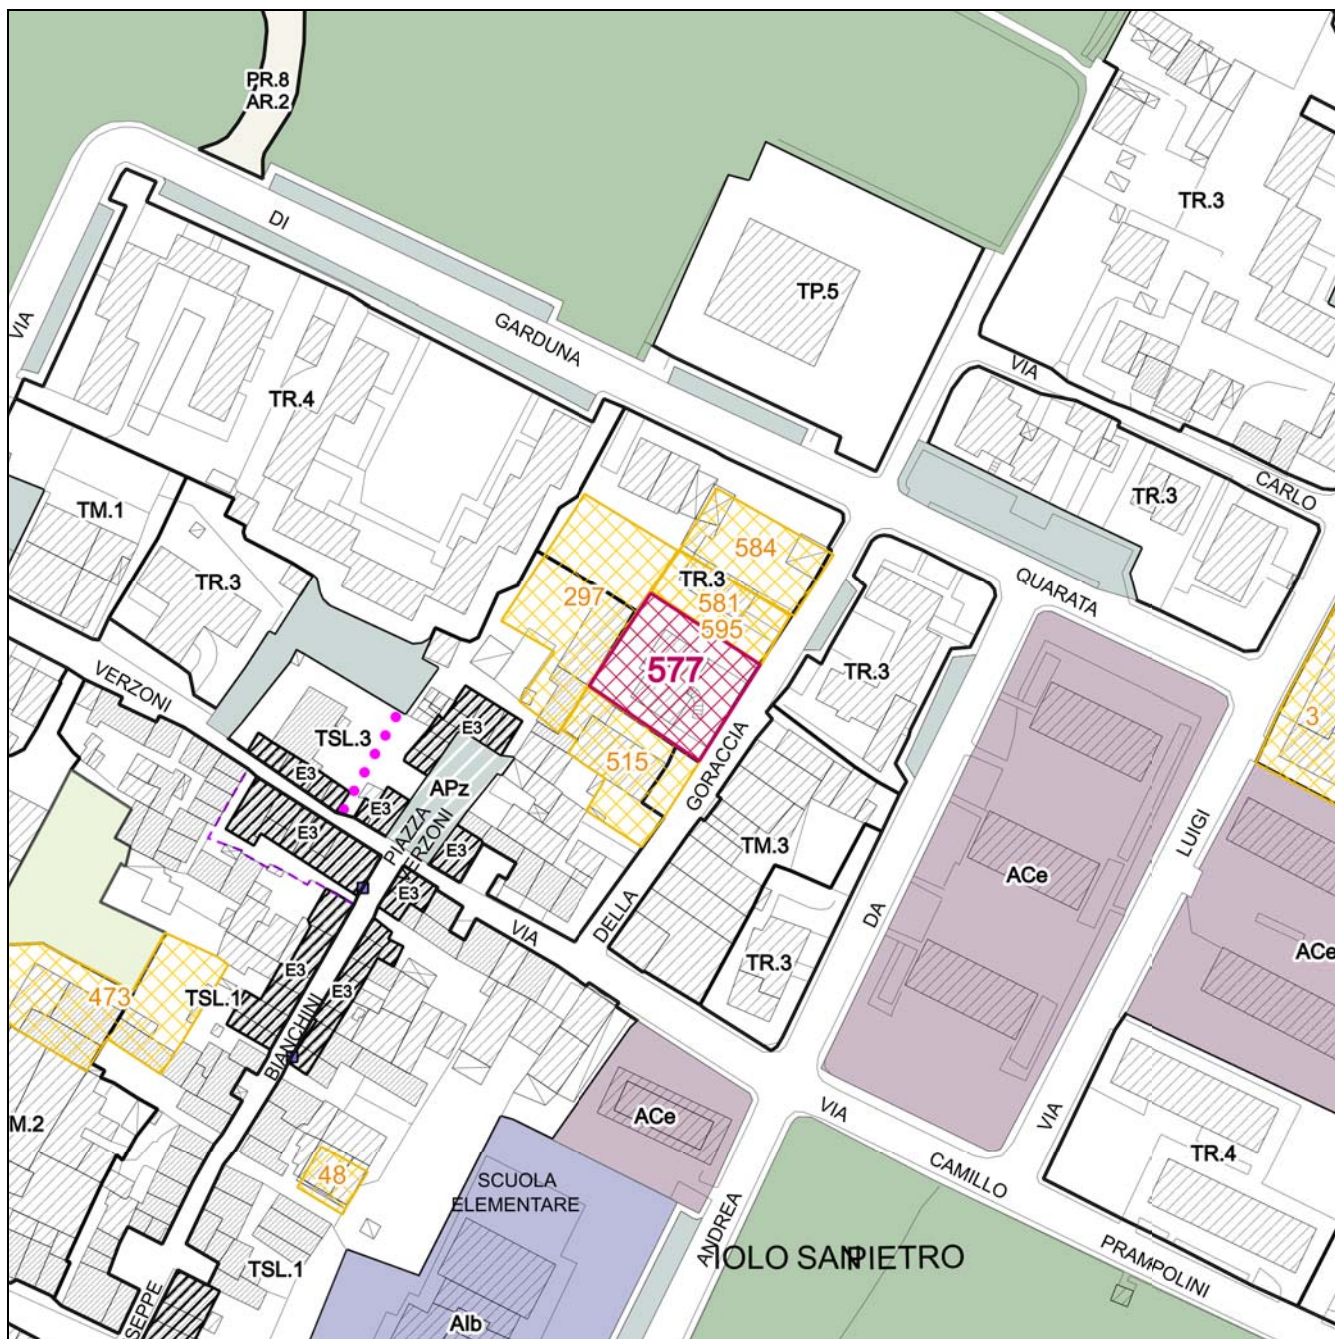 PR.8
AR.2
DI
GARDUNA
VIA
TP.5
TR.3
VIA
CARLO
TR.4
TM.1
TR.3
TR.3
584
TR.3
581
595
297
577
QUARATA
VERZONI
TSL.3
E3
E3
E3
E3
APz
PIAZZA
VERZONI
E3
E3
515
GORACCIA
TR.3
3
TM.3
LUIGI
ACe
DELLA
VIA
DA
TR.3
ACe
473
TSL.1
E3
E3
BIANCHINI
M.2
ACe
VIA
VIA
TR.4
CAMILLO
PRAMPOLINI
48
SCUOLA
ELEMENTARE
ANDREA
IOLO SAN PIETRO
TSL.1
SEPPE
AIb